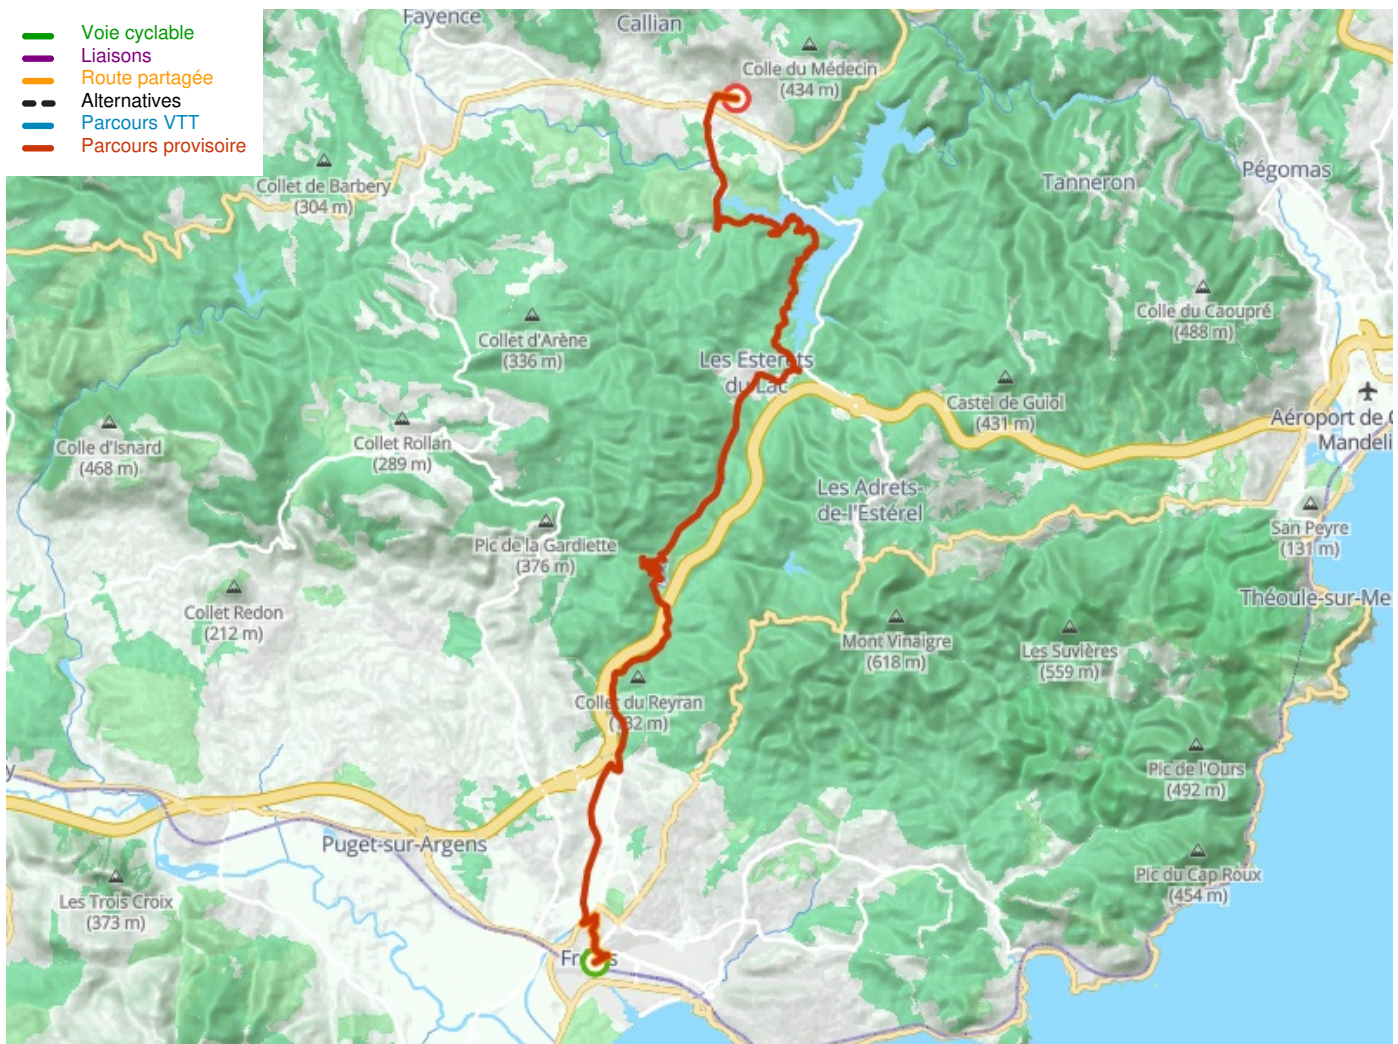 Voie cyclable
Liaisons
Route partagée
Alternatives
Parcours VTT
Parcours provisoire
Fayence
Callian
Colle du Médecin
(434 m)
Collet de Barbery
(304 m)
Tanneron
Pégomas
Colle du Caoupré
(488 m)
Collet d'Arène
(336 m)
Les Esterets
du Lac
Castel de Guiol
(431 m)
Aéroport de C
Mandeli
Colle d'Isnard
(468 m)
Collet Rollan
(289 m)
Les Adrets-
de-l'Estérel
San Peyre
(131 m)
Pic de la Gardiette
(376 m)
Collet Redon
(212 m)
Théoule-sur-Me
Mont Vinaigre
(618 m)
Les Suvières
(559 m)
Collet du Reyran
Pic de l'Ours
(492 m)
Puget-sur-Argens
Pic du Cap Roux
(454 m)
Les Trois Croix
(373 m)